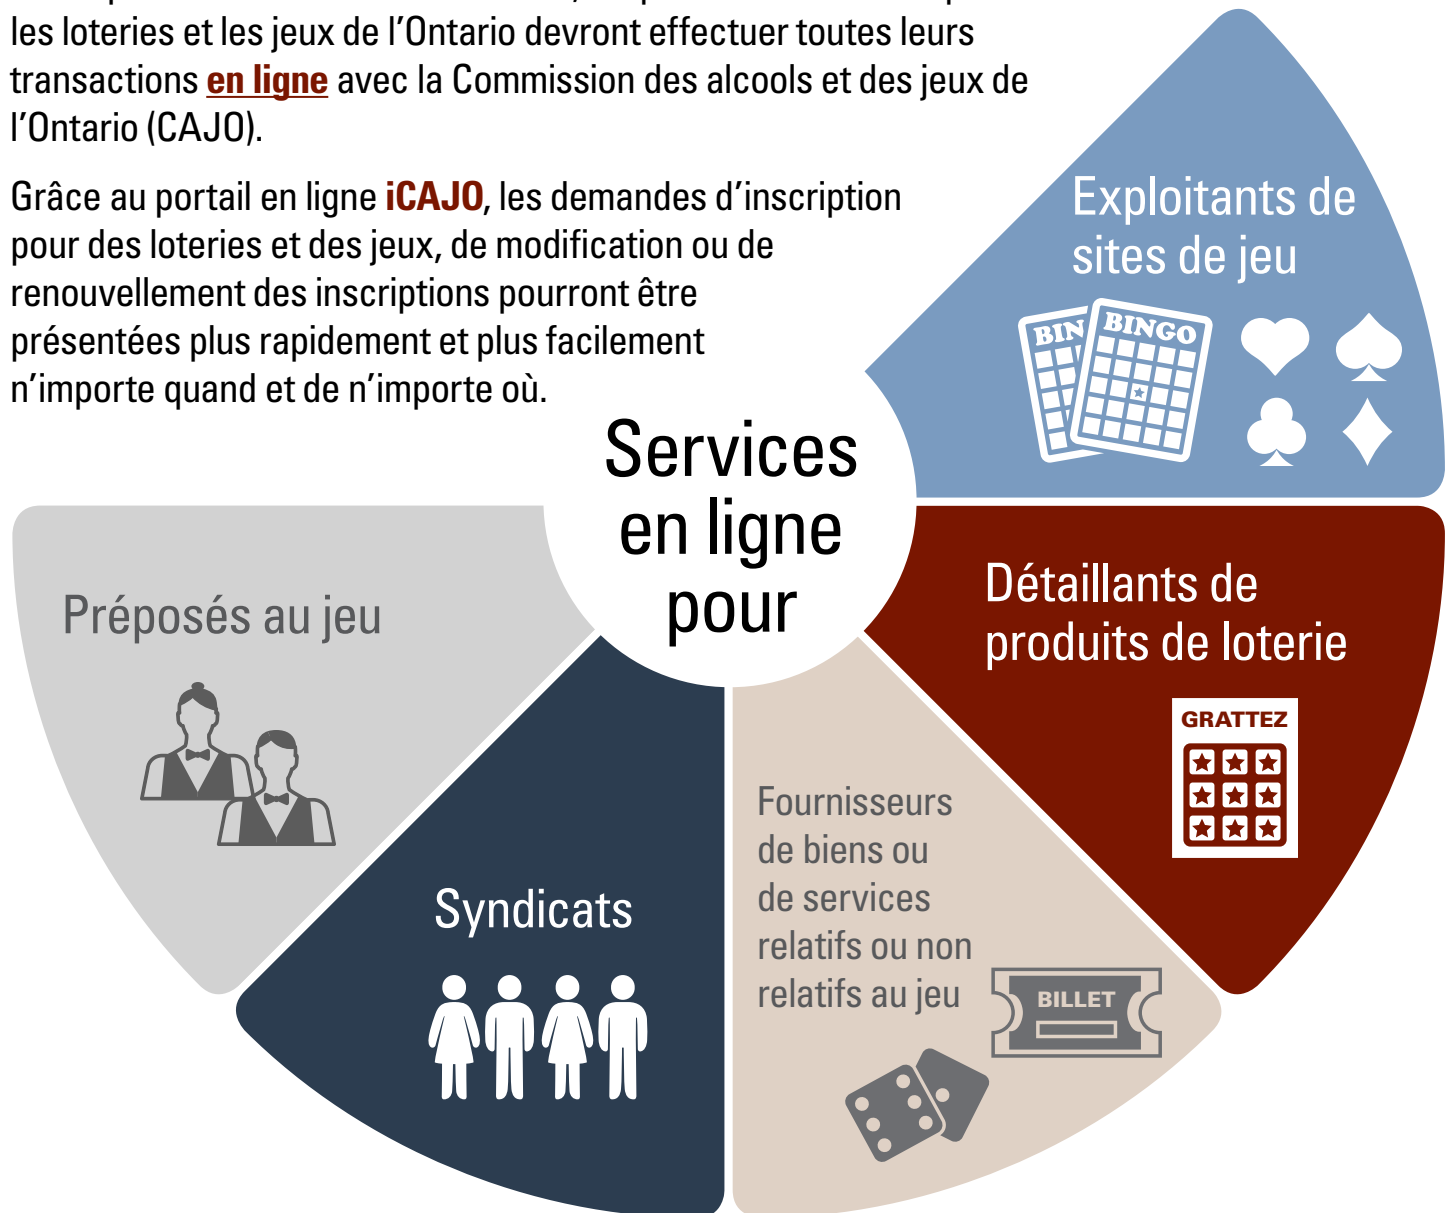 les loteries et les jeux de l’Ontario devront effectuer toutes leurs
transactions en ligne avec la Commission des alcools et des jeux de
l’Ontario (CAJO).
Grâce au portail en ligne iCAJO, les demandes d’inscription
pour des loteries et des jeux, de modification ou de
renouvellement des inscriptions pourront être
présentées plus rapidement et plus facilement
n’importe quand et de n’importe où.
Services
en ligne
pour
Exploitants de
sites de jeu
BIN
BINGO
Détaillants de
produits de loterie
GRATTEZ
Fournisseurs
de biens ou
de services
relatifs ou non
relatifs au jeu
BILLET
Syndicats
Préposés au jeu